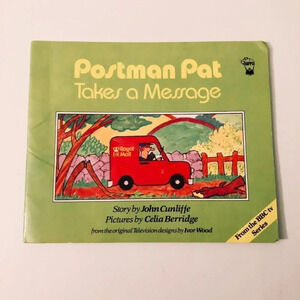 Postman Pat
Takes a Message
Royal
Mail
Story by John Cunliffe
Pictures by Celia Berridge
from the original Television designs by Ivor Wood
From the BBC tv
Series